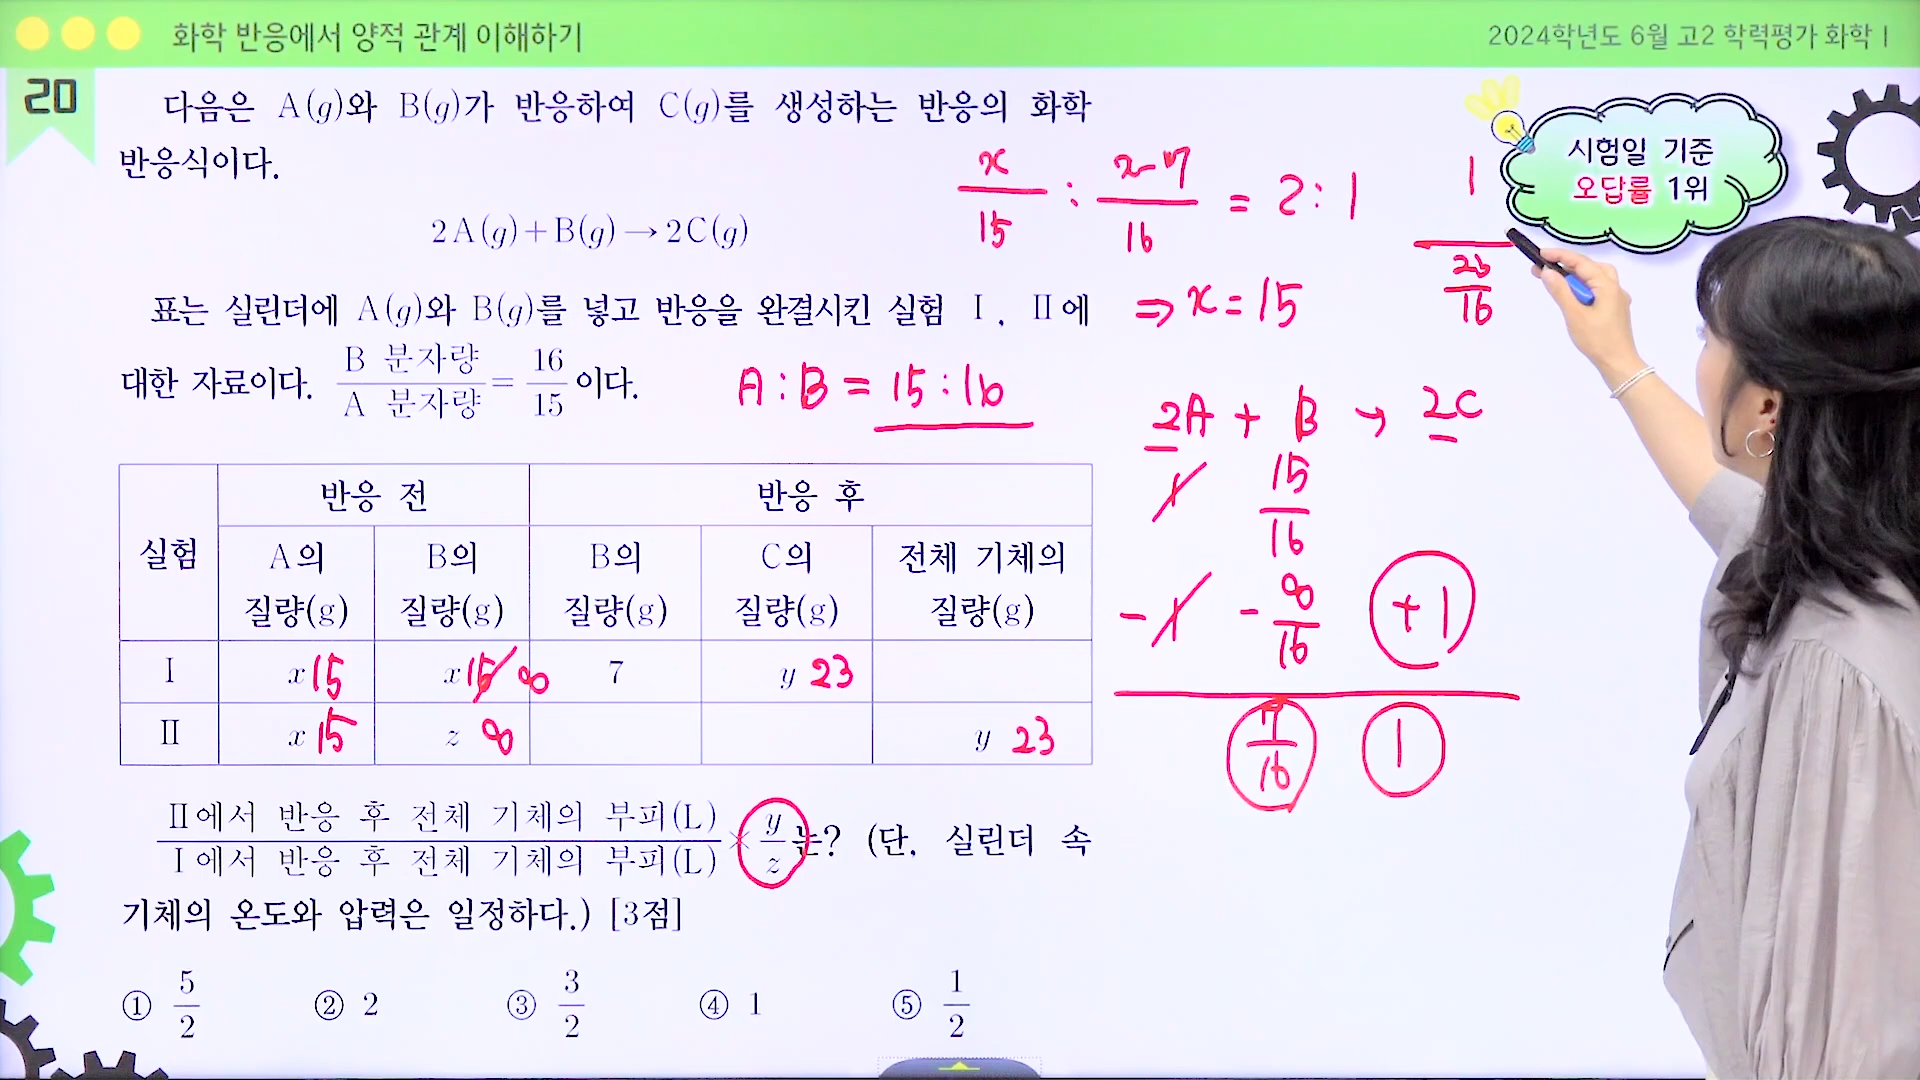 화학 반응에서 양적 관계 이해하기
2024학년도 6월 고2 학력평가 화학 I
20
다음은 A(g)와 B(g)가 반응하여 C(g)를 생성하는 반응의 화학
반응식이다.
2A(g)+B(g)→2C(g)
표는 실린더에 A(g)와 B(g)를 넣고 반응을 완결시킨 실험 I, II에
대한 자료이다. B 분자량/A 분자량 = 16/15 이다.
A : B = 15 : 16
시험일 기준
오답률 1위
x/15 : x-7/16 = 2 : 1
⇒ x = 15
1
23/16
2A + B → 2C
1 15/16
-1 -8/16 +1
7/16 1
실험 반응 전 반응 후
A의 질량(g) B의 질량(g) B의 질량(g) C의 질량(g) 전체 기체의 질량(g)
I x 15 x 15 8 7 y 23
II x 15 z 8 y 23
II에서 반응 후 전체 기체의 부피(L)/I에서 반응 후 전체 기체의 부피(L) × y/z 는? (단, 실린더 속
기체의 온도와 압력은 일정하다.) [3점]
① 5/2 ② 2 ③ 3/2 ④ 1 ⑤ 1/2